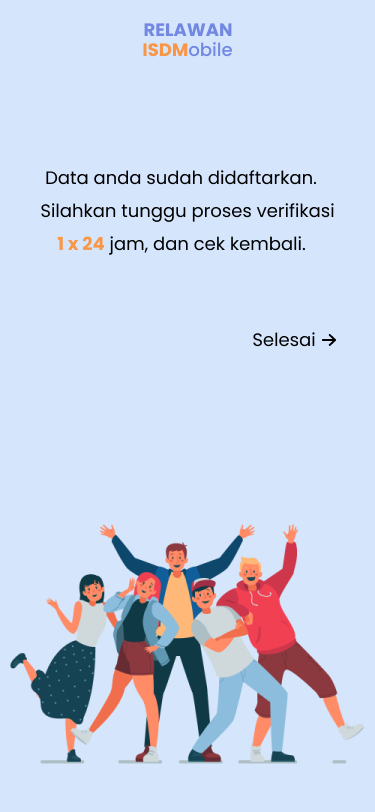 RELAWAN
ISDMobile
Data anda sudah didaftarkan.
Silahkan tunggu proses verifikasi
1 x 24 jam, dan cek kembali.
Selesai →